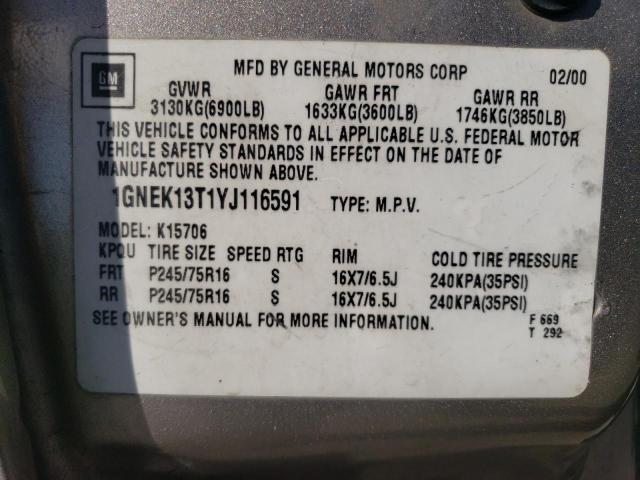 GM
MFD BY GENERAL MOTORS CORP 02/00
GVWR GAWR FRT GAWR RR
3130KG(6900LB) 1633KG(3600LB) 1746KG(3850LB)
THIS VEHICLE CONFORMS TO ALL APPLICABLE U.S. FEDERAL MOTOR
VEHICLE SAFETY STANDARDS IN EFFECT ON THE DATE OF
MANUFACTURE SHOWN ABOVE.
1GNEK13T1YJ116591 TYPE: M.P.V.
MODEL: K15706
KPQU TIRE SIZE SPEED RTG RIM COLD TIRE PRESSURE
FRT P245/75R16 S 16X7/6.5J 240KPA(35PSI)
RR P245/75R16 S 16X7/6.5J 240KPA(35PSI)
SEE OWNER'S MANUAL FOR MORE INFORMATION. F 669
T 292